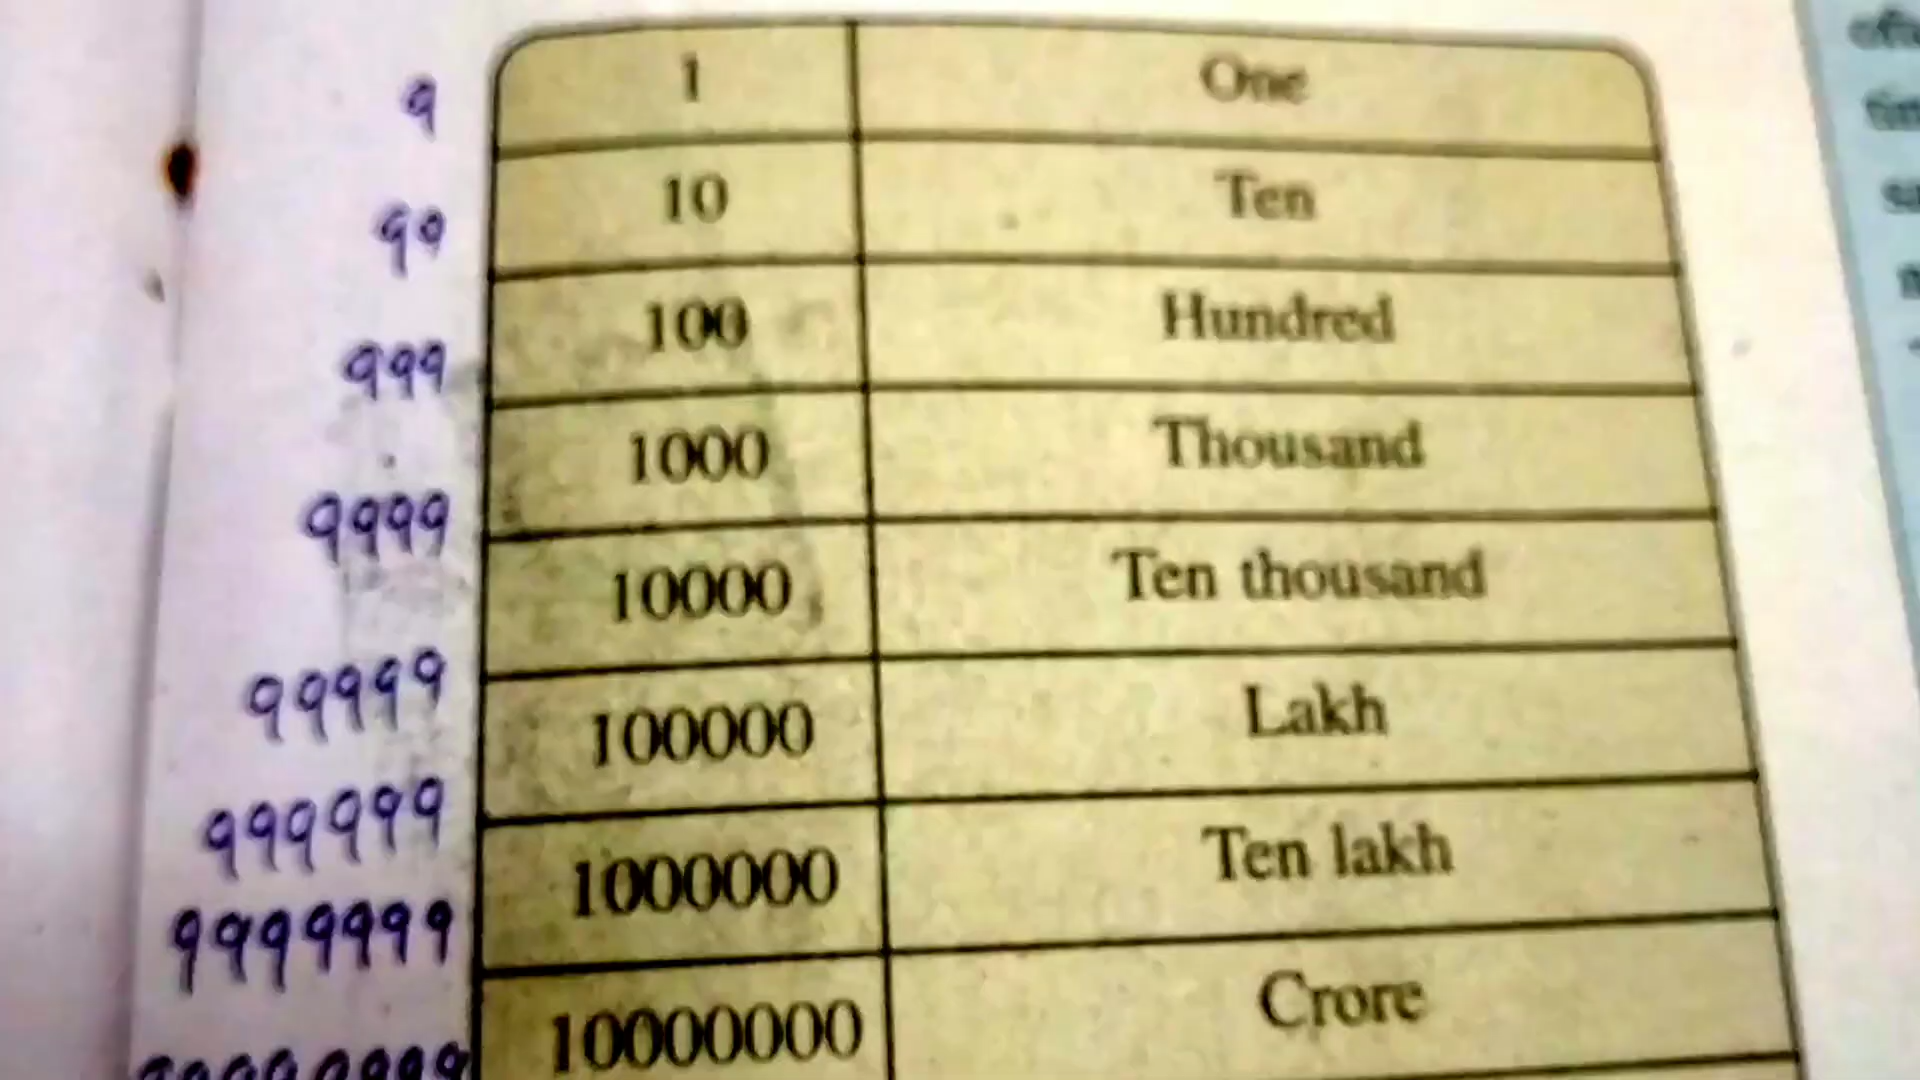 9
1 One
99
10 Ten
999
100 Hundred
9999
1000 Thousand
10000 Ten thousand
99999
100000 Lakh
999999
1000000 Ten lakh
9999999
10000000 Crore
99999999